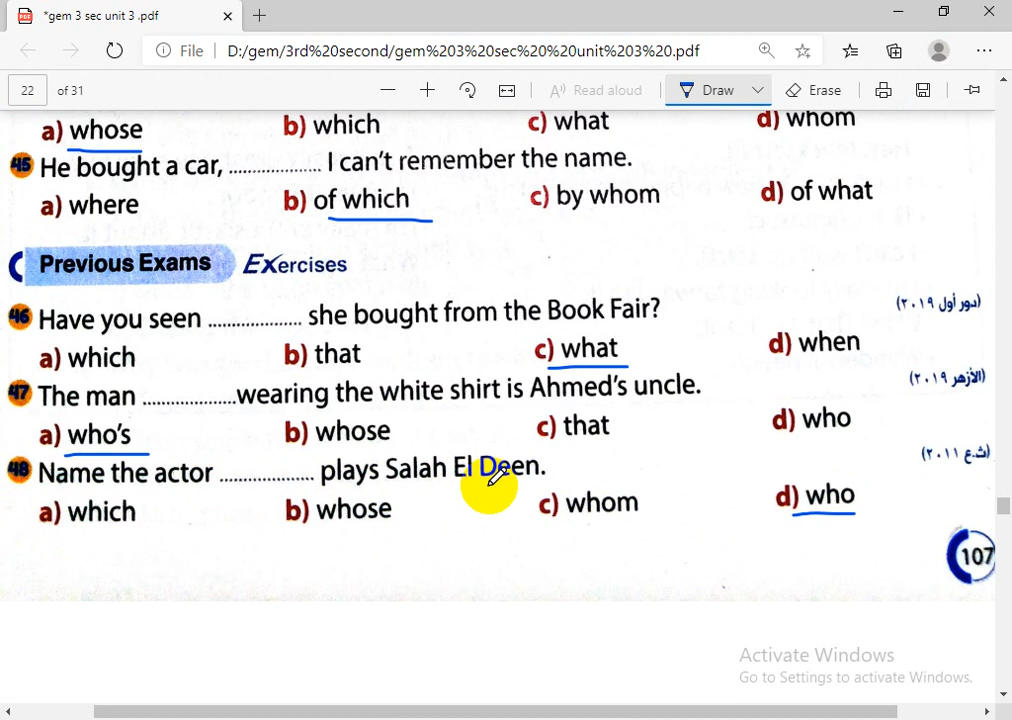 *gem 3 sec unit 3 .pdf
File D:/gem/3rd%20second/gem%203%20sec%20%20unit%203%20.pdf
22 of 31 Read aloud Draw Erase
a) whose b) which c) what d) whom
45 He bought a car, .................. I can't remember the name.
a) where b) of which c) by whom d) of what
Previous Exams Exercises
46 Have you seen .................. she bought from the Book Fair? (دور أول ٢٠١٩)
a) which b) that c) what d) when
47 The man ..................wearing the white shirt is Ahmed's uncle. (الأزهر ٢٠١٩)
a) who's b) whose c) that d) who
48 Name the actor .................. plays Salah El Deen. (ث.ع ٢٠١١)
a) which b) whose c) whom d) who
107
Activate Windows
Go to Settings to activate Windows.